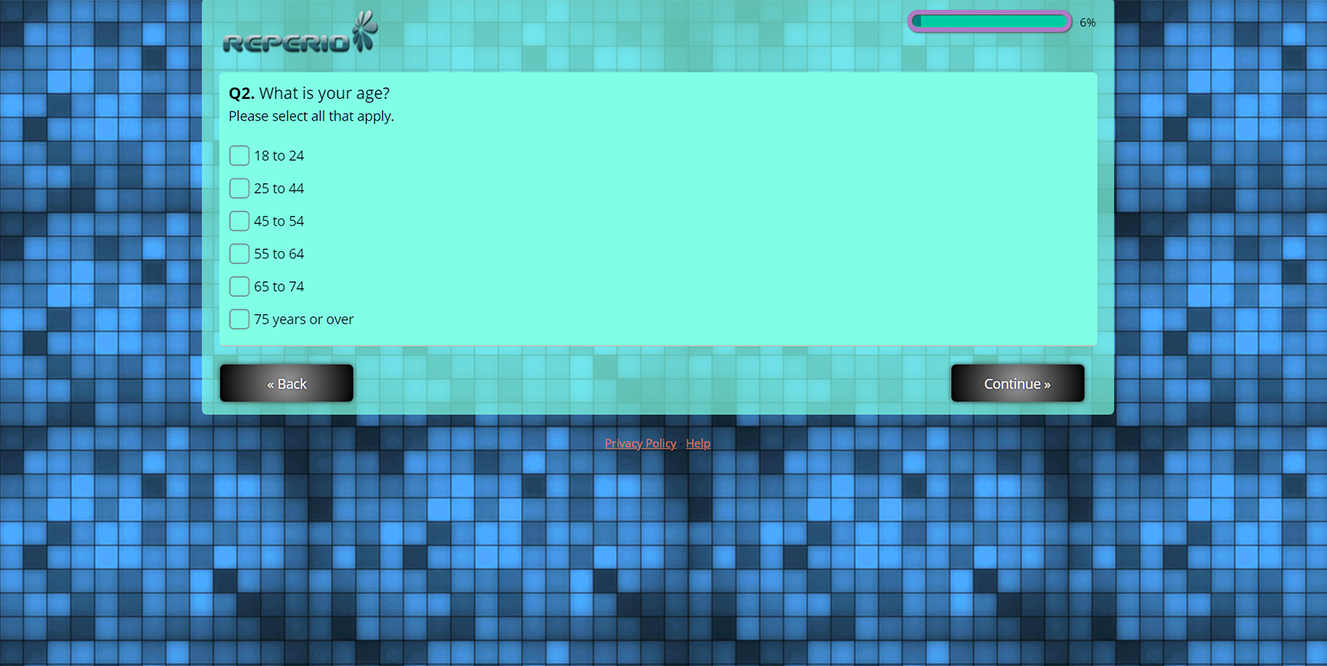 REPERIO
6%
Q2. What is your age?
Please select all that apply.
18 to 24
25 to 44
45 to 54
55 to 64
65 to 74
75 years or over
« Back
Continue »
Privacy Policy · Help